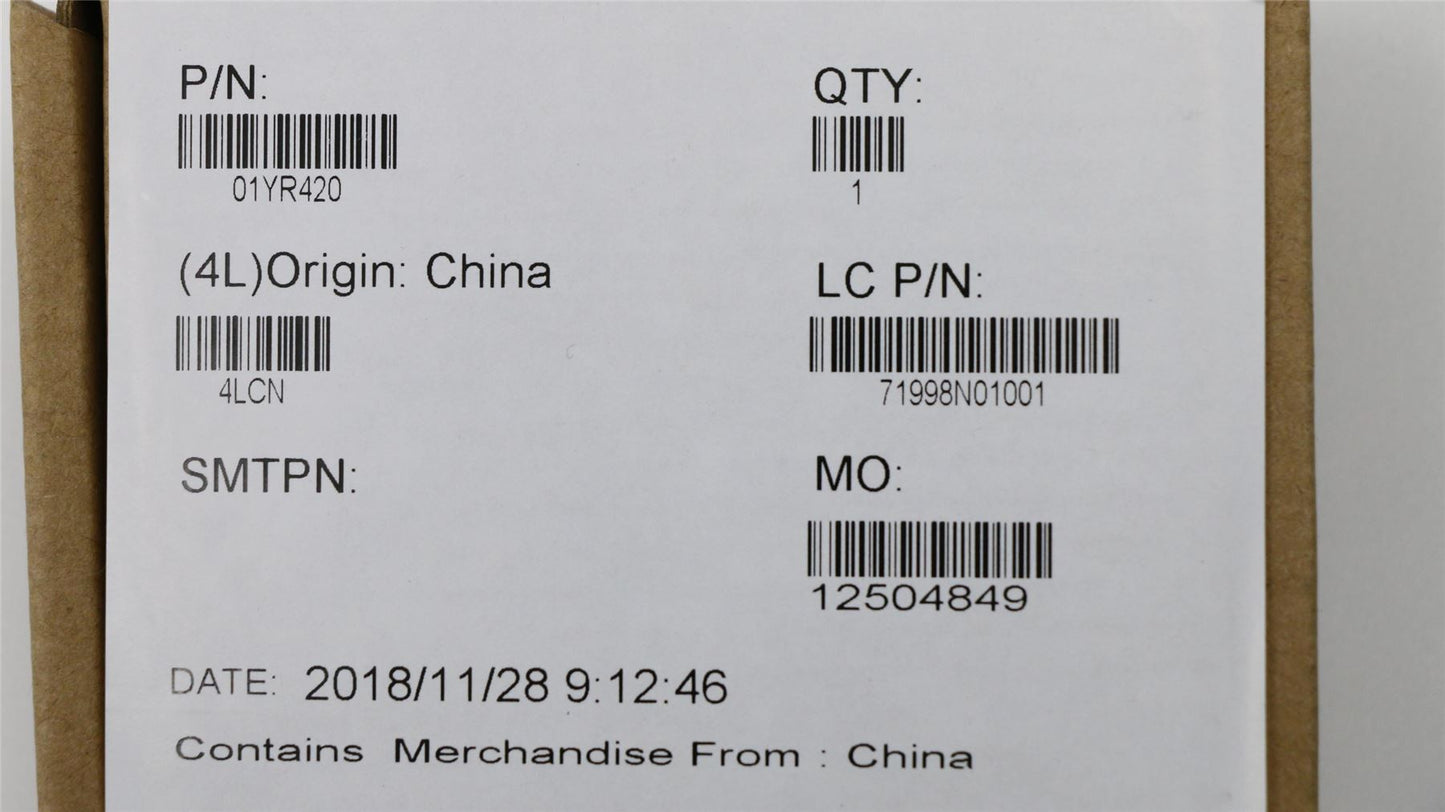 P/N:
QTY:
01YR420
1
(4L)Origin: China
LC P/N:
4LCN
71998N01001
SMTPN:
MO:
12504849
DATE: 2018/11/28 9:12:46
Contains Merchandise From : China